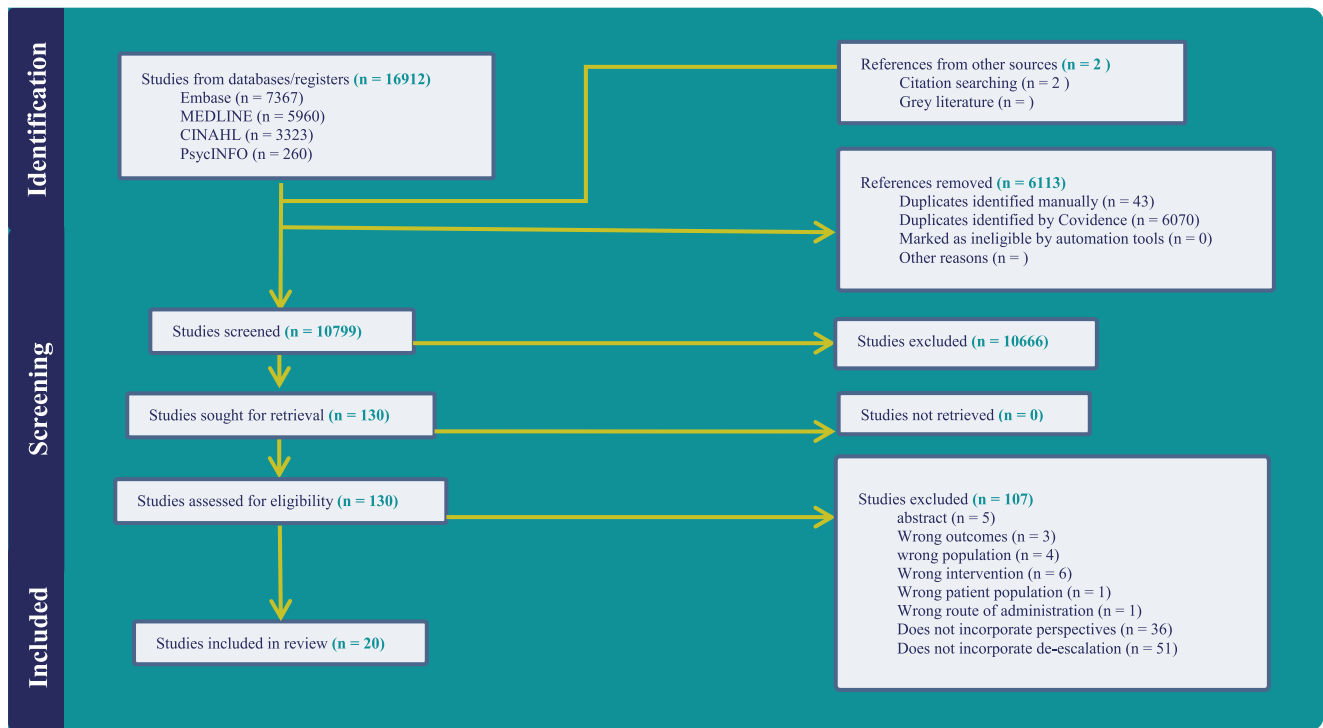 Identification
Studies from databases/registers (n = 16912)
Embase (n = 7367)
MEDLINE (n = 5960)
CINAHL (n = 3323)
PsycINFO (n = 260)
References from other sources (n = 2 )
Citation searching (n = 2 )
Grey literature (n = )
References removed (n = 6113)
Duplicates identified manually (n = 43)
Duplicates identified by Covidence (n = 6070)
Marked as ineligible by automation tools (n = 0)
Other reasons (n = )
Screening
Studies screened (n = 10799)
Studies excluded (n = 10666)
Studies sought for retrieval (n = 130)
Studies not retrieved (n = 0)
Studies assessed for eligibility (n = 130)
Studies excluded (n = 107)
abstract (n = 5)
Wrong outcomes (n = 3)
wrong population (n = 4)
Wrong intervention (n = 6)
Wrong patient population (n = 1)
Wrong route of administration (n = 1)
Does not incorporate perspectives (n = 36)
Does not incorporate de-escalation (n = 51)
Included
Studies included in review (n = 20)